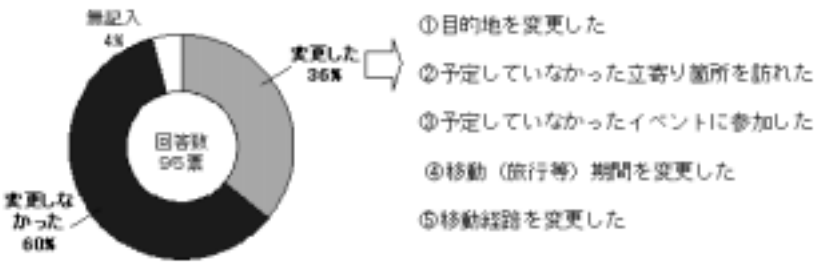 無記入
4%
変更した
36%
回答数
95票
変更しな
かった
60%
①目的地を変更した
②予定していなかった立寄り箇所を訪れた
③予定していなかったイベントに参加した
④移動（旅行等）期間を変更した
⑤移動経路を変更した